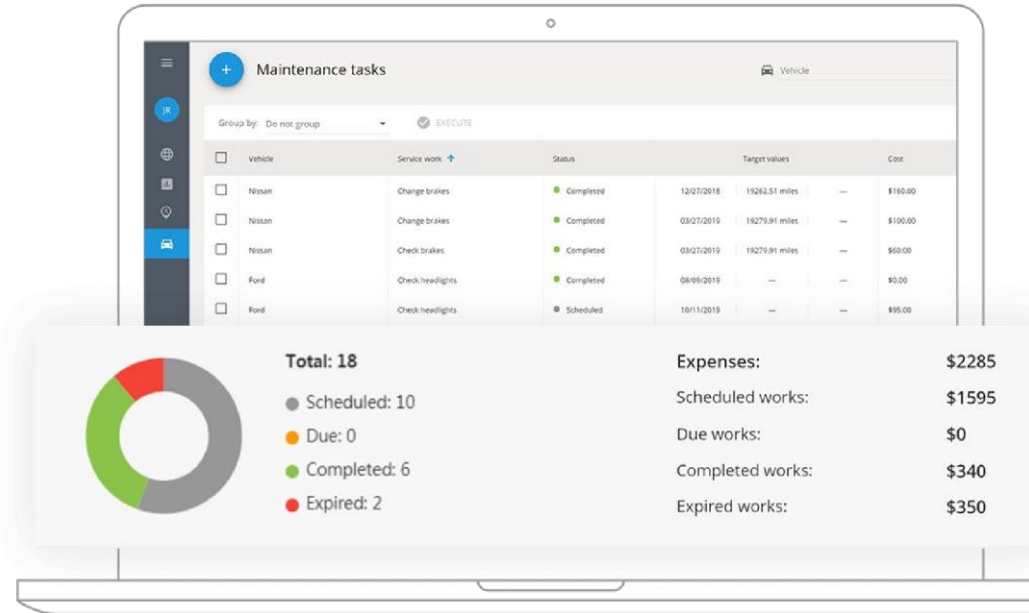 Maintenance tasks
Vehicle
JR
Group by: Do not group
EXECUTE
Vehicle Service work Status Target values Cost
Nissan Change brakes Completed 12/27/2018 19262.51 miles — $160.00
Nissan Change brakes Completed 03/27/2019 19279.91 miles — $100.00
Nissan Check brakes Completed 03/27/2019 19279.91 miles — $60.00
Ford Check headlights Completed 08/09/2019 — — $0.00
Ford Check headlights Scheduled 10/11/2019 — — $95.00
Total: 18
Scheduled: 10
Due: 0
Completed: 6
Expired: 2
Expenses: $2285
Scheduled works: $1595
Due works: $0
Completed works: $340
Expired works: $350